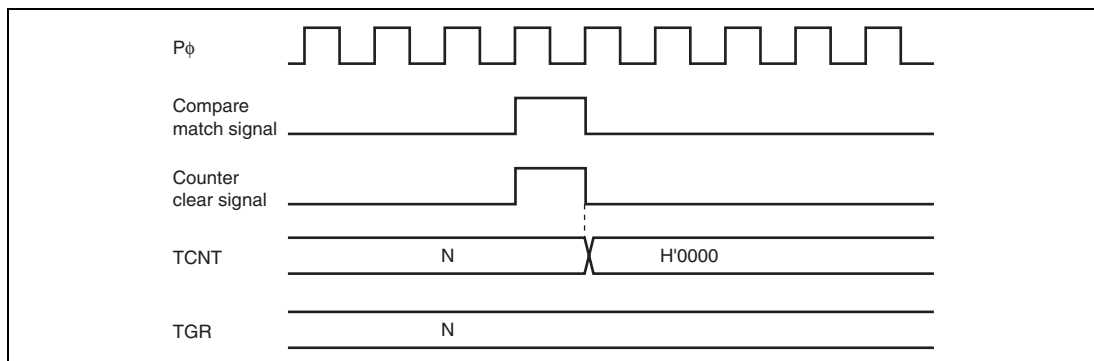 Pϕ
Compare
match signal
Counter
clear signal
TCNT
N
H'0000
TGR
N